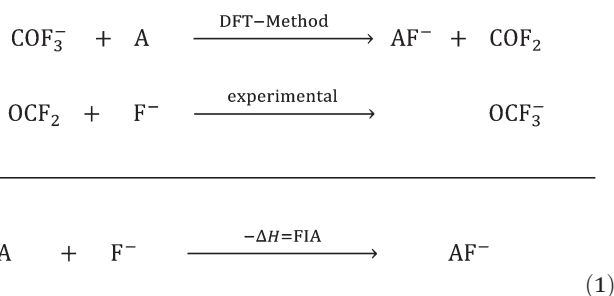 DFT−Method
COF₃⁻ + A ⟶ AF⁻ + COF₂
experimental
OCF₂ + F⁻ ⟶ OCF₃⁻
−ΔH=FIA
A + F⁻ ⟶ AF⁻
(1)